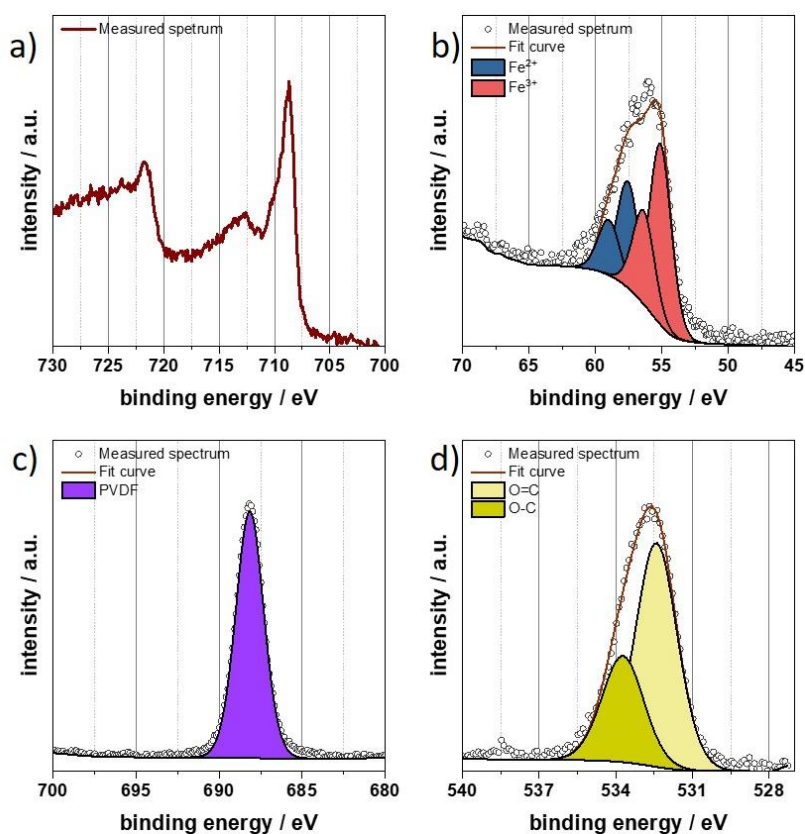 a)
Measured spetrum
intensity / a.u.
730 725 720 715 710 705 700
binding energy / eV
b)
Measured spetrum
Fit curve
Fe²⁺
Fe³⁺
intensity / a.u.
70 65 60 55 50 45
binding energy / eV
c)
Measured spectrum
Fit curve
PVDF
intensity / a.u.
700 695 690 685 680
binding energy / eV
d)
Measured spectrum
Fit curve
O=C
O-C
intensity / a.u.
540 537 534 531 528
binding energy / eV